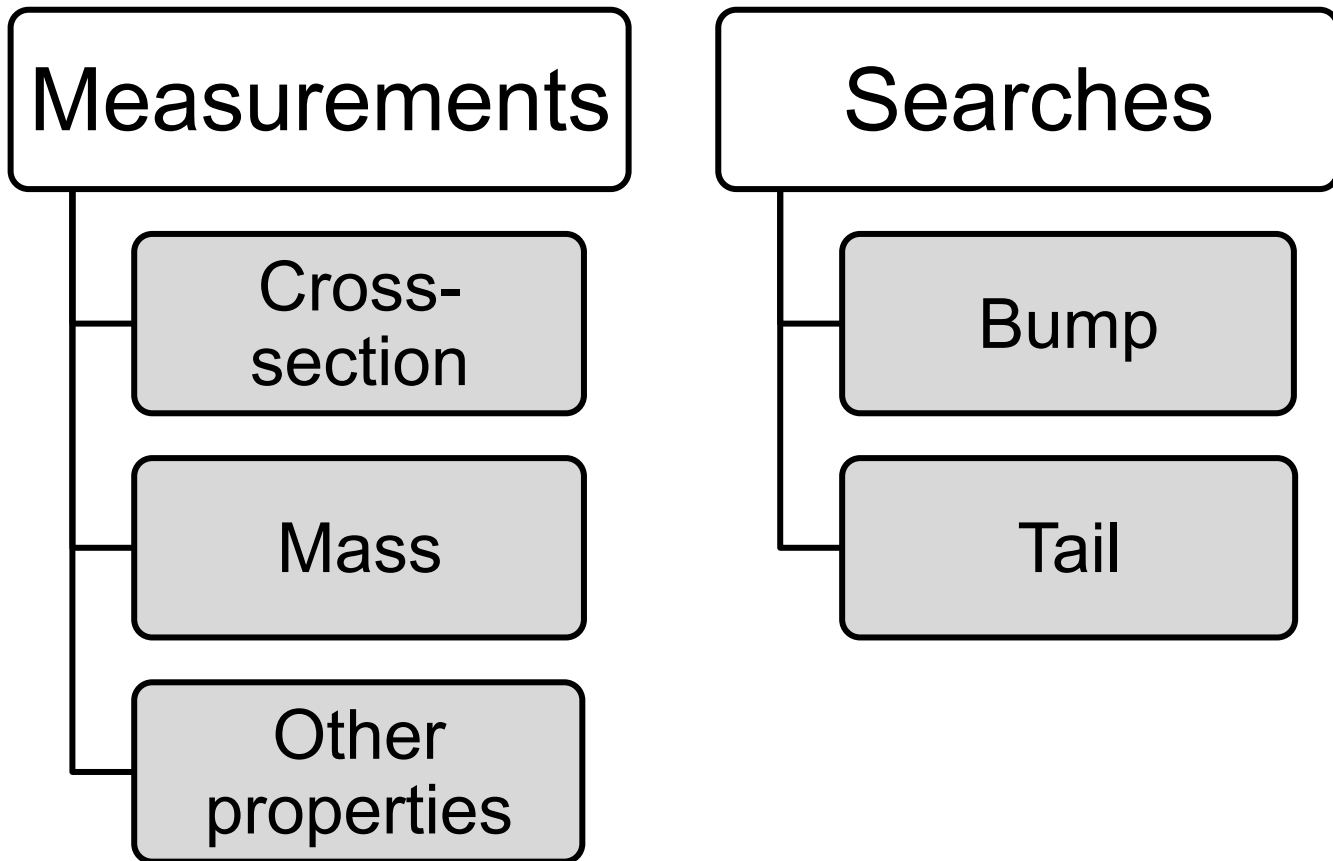 Measurements
Cross-
section
Mass
Other
properties
Searches
Bump
Tail